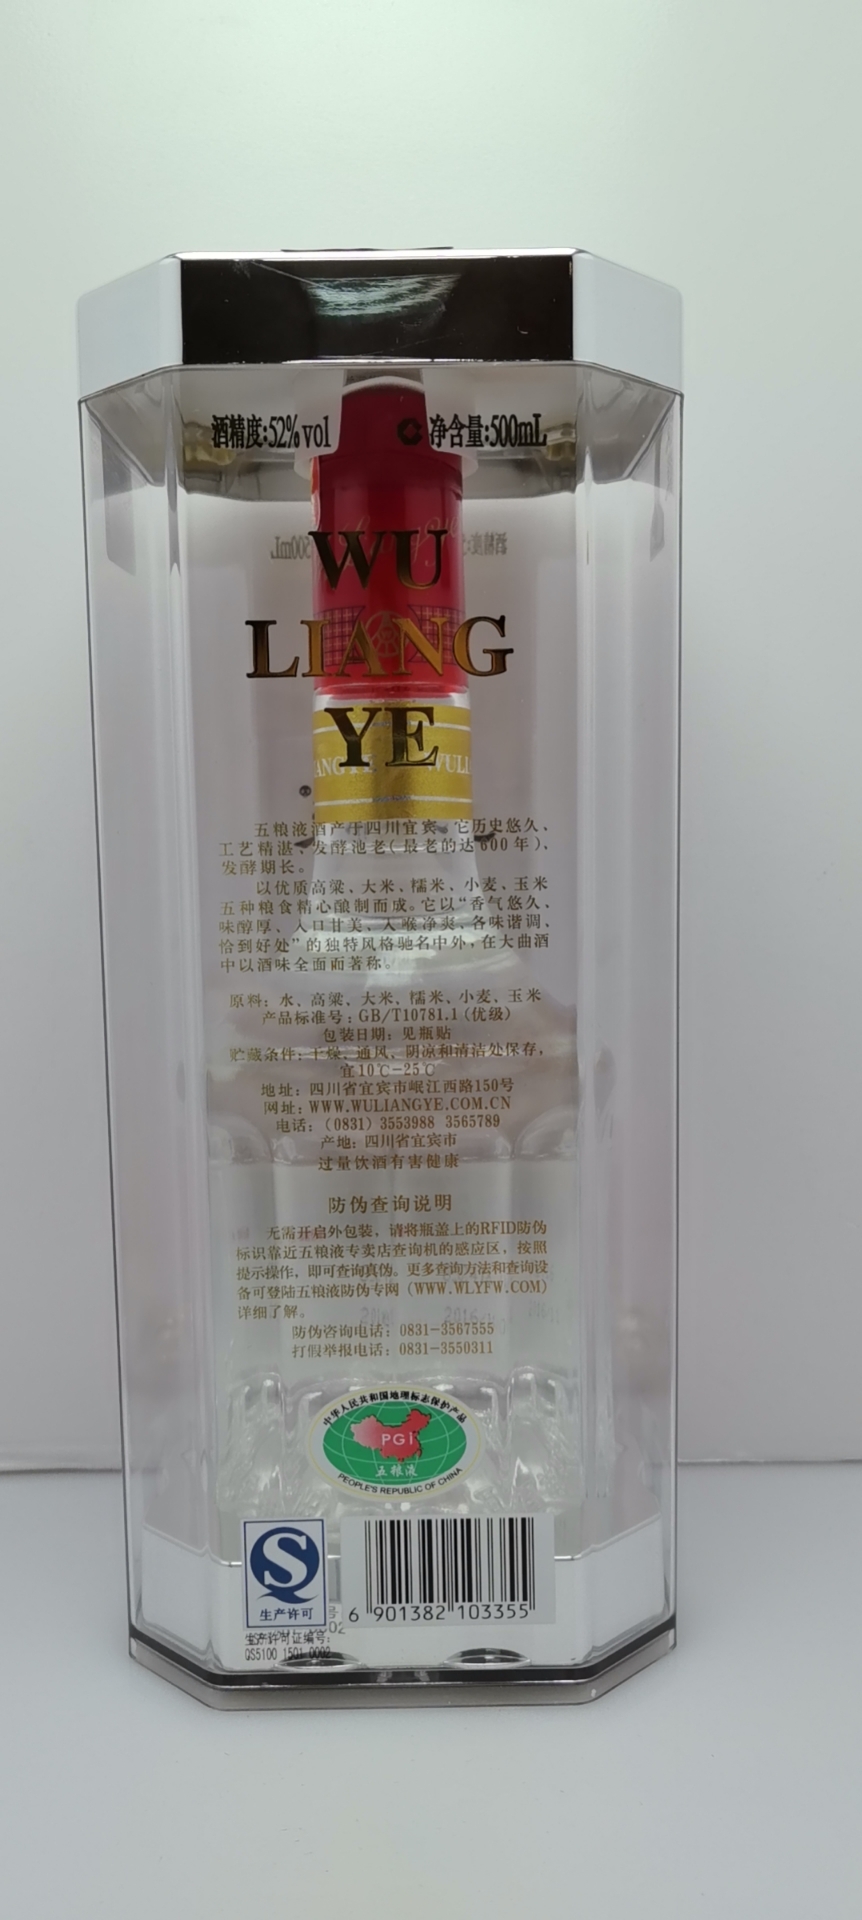 酒精度:52%vol 净含量:500mL
WU
LIANG
YE
五粮液酒产于四川宜宾。它历史悠久、
工艺精湛、发酵池老(最老的达600年)、
发酵期长。
以优质高粱、大米、糯米、小麦、玉米
五种粮食精心酿制而成。它以“香气悠久、
味醇厚、入口甘美、入喉净爽、各味谐调、
恰到好处”的独特风格驰名中外,在大曲酒
中以酒味全面而著称。
原料: 水、高粱、大米、糯米、小麦、玉米
产品标准号: GB/T10781.1(优级)
包装日期: 见瓶贴
贮藏条件: 干燥、通风、阴凉和清洁处保存,
宜10℃-25℃
地址: 四川省宜宾市岷江西路150号
网址: WWW.WULIANGYE.COM.CN
电话: (0831) 3553988 3565789
产地: 四川省宜宾市
过量饮酒有害健康
防伪查询说明
无需开启外包装, 请将瓶盖上的RFID防伪
标识靠近五粮液专卖店查询机的感应区, 按照
提示操作, 即可查询真伪。更多查询方法和查询设
备可登陆五粮液防伪专网 (WWW.WLYFW.COM)
详细了解。
防伪咨询电话: 0831-3567555
打假举报电话: 0831-3550311
中华人民共和国地理标志保护产品
PGI
五粮液
PEOPLE'S REPUBLIC OF CHINA
生产许可
生产许可证编号:
QS5100 1501 0002
6 901382 103355